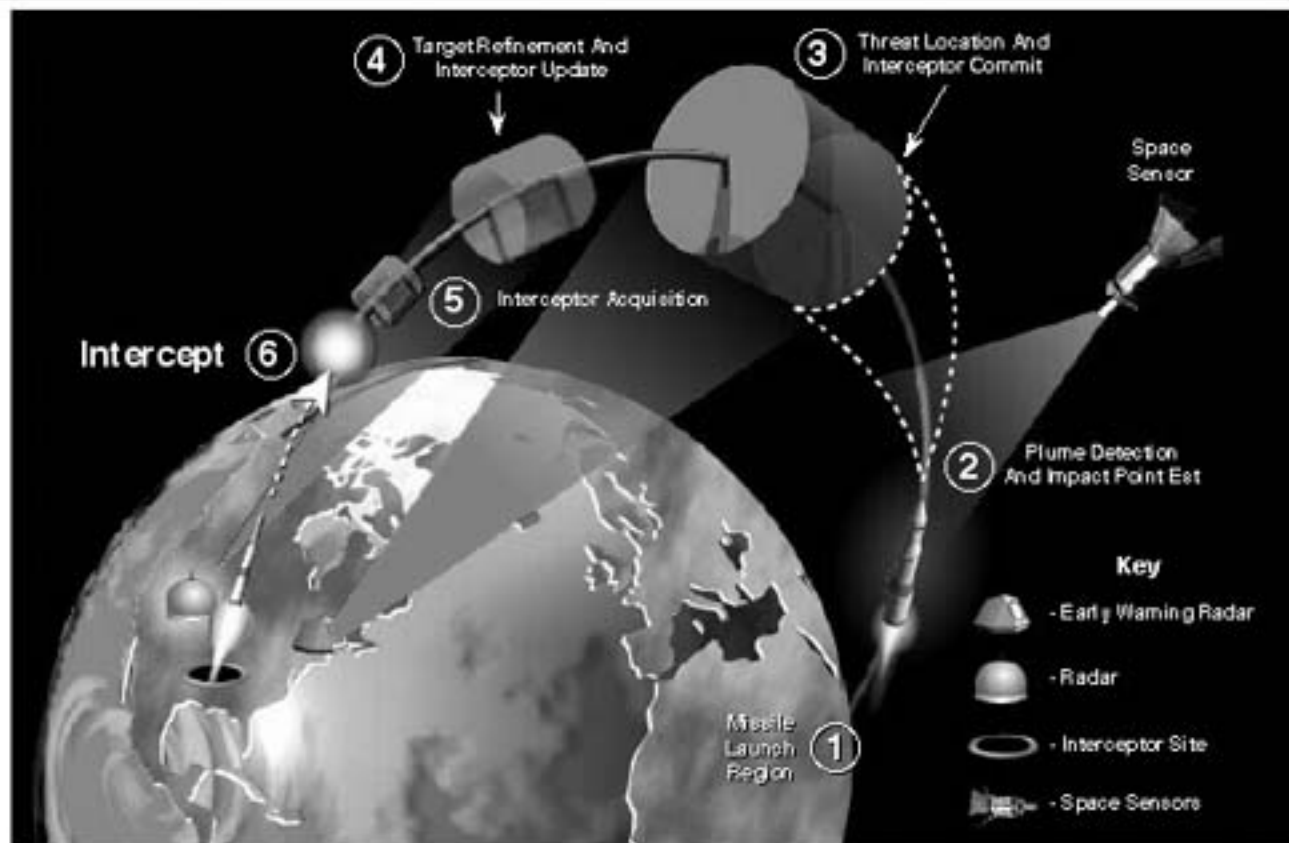 4
Target Refinement And
Interceptor Update
3
Threat Location And
Interceptor Commit
Space
Sensor
5
Interceptor Acquisition
Intercept
6
2
Plume Detection
And Impact Point Est
Key
- Early Warning Radar
- Radar
Missile
Launch
Region
1
- Interceptor Site
- Space Sensors